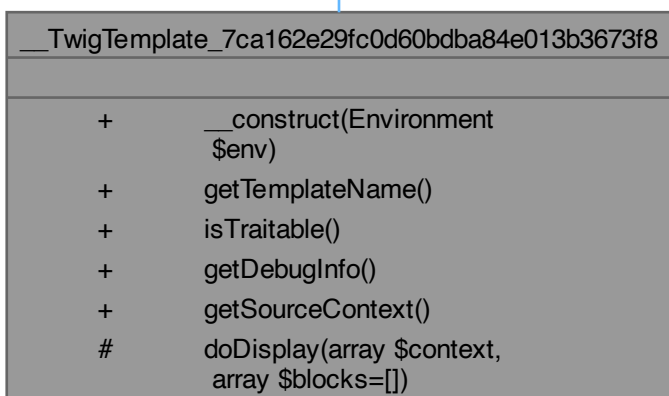 __TwigTemplate_7ca162e29fc0d60bdba84e013b3673f8
+ __construct(Environment
$env)
+ getTemplateName()
+ isTraitable()
+ getDebugInfo()
+ getSourceContext()
# doDisplay(array $context,
array $blocks=[])